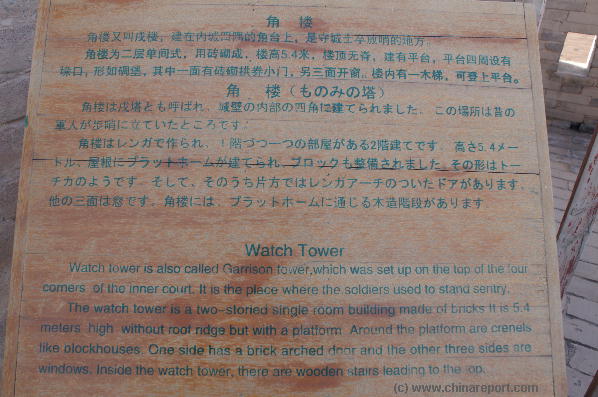 角 楼
角楼又叫戍楼，建在内城四隅的角台上，是守城士卒放哨的地方。
角楼为二层单间式，用砖砌成，楼高5.4米，楼顶无脊，建有平台，平台四周设有
垛口，形如碉堡，其中一面有砖砌拱券小门，另三面开窗。楼内有一木梯，可登上平台。
角 楼（ものみの塔）
角楼は戍塔とも呼ばれ、城壁の内部の四角に建てられました、この場所は昔の
軍人が歩哨に立ていたところです：
角楼はレンガで作られ、1階づつ一つの部屋がある2階建てです。高さ5.4メ
ートル、屋根にプラットホームが建てられ、ブロックも整備されました。その形はトー
チカのようです。そして、そのうち片方ではレンガアーチのついたドアがあります、
他の三面は窓です。角楼には、プラットホームに通じる木造階段があります
Watch Tower
Watch tower is also called Garrison tower,which was set up on the top of the four
corners of the inner court. It is the place where the soldiers used to stand sentry.
The watch tower is a two-storied single room building made of bricks It is 5.4
meters high without roof ridge but with a platform. Around the platform are crenels
like blockhouses. One side has a brick arched door and the other three sides are
windows. Inside the watch tower, there are wooden stairs leading to the top.
(c) www.chinareport.com